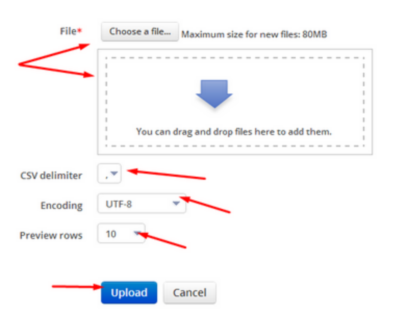 File* Choose a file... Maximum size for new files: 80MB
You can drag and drop files here to add them.
CSV delimiter ,
Encoding UTF-8
Preview rows 10
Upload Cancel